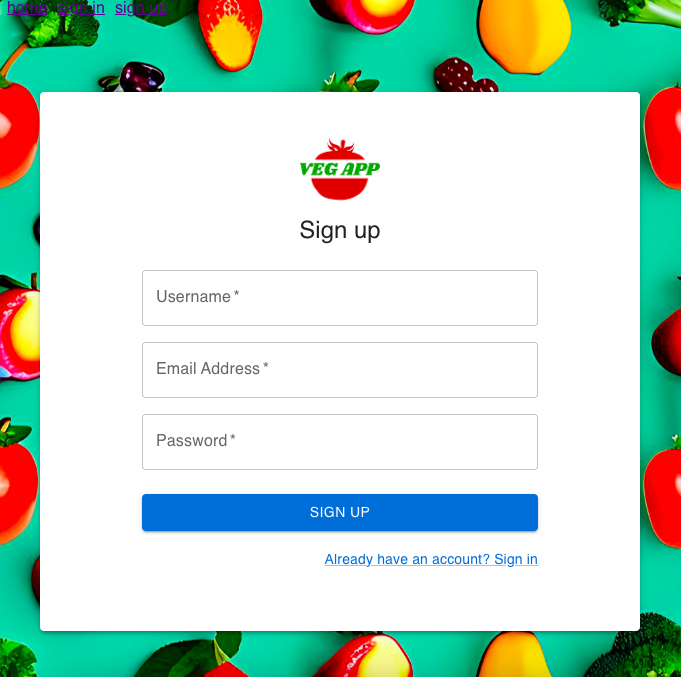 home sign in sign up
VEG APP
Sign up
Username *
Email Address *
Password *
SIGN UP
Already have an account? Sign in